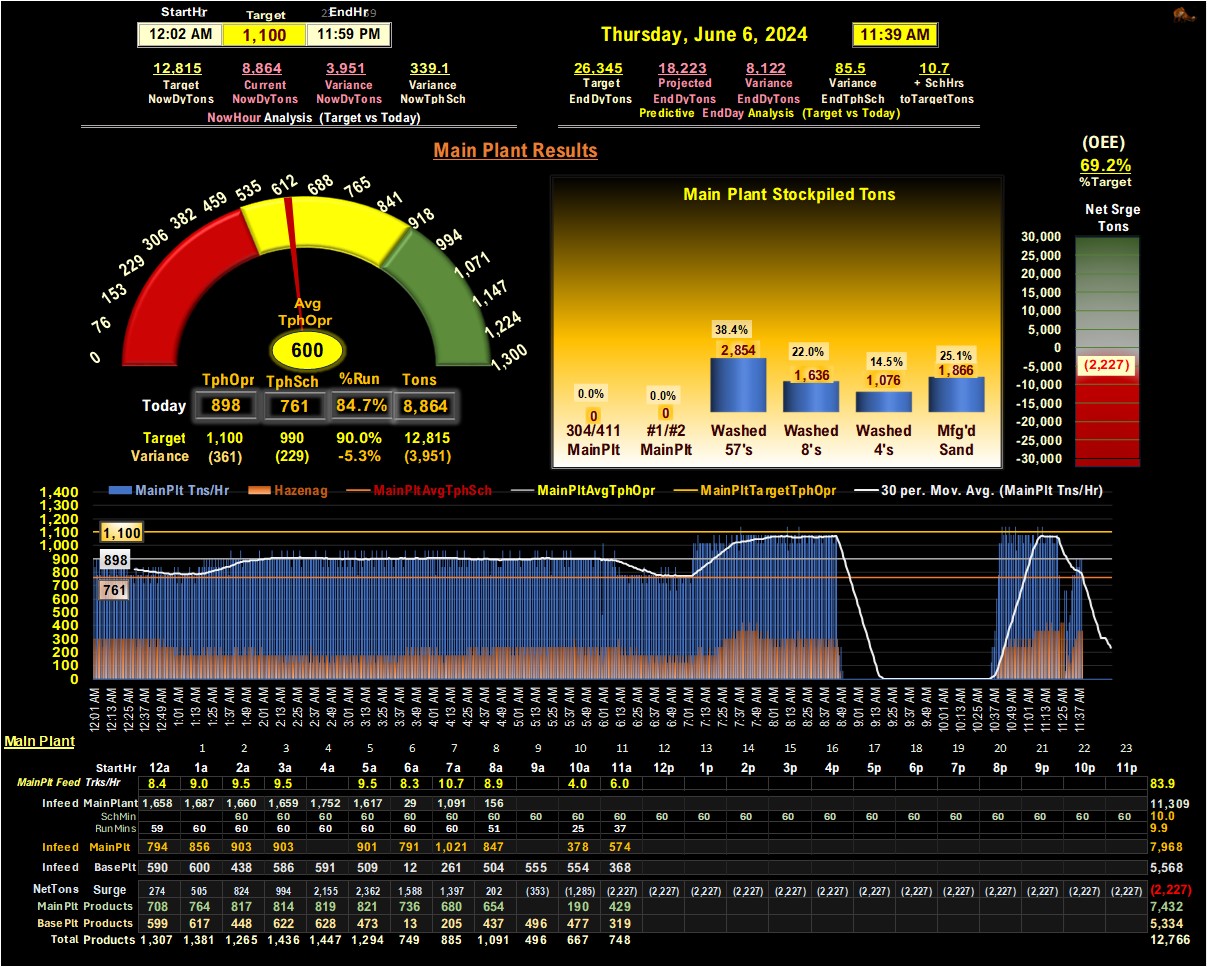 StartHr Target EndHr
12:02 AM 1,100 11:59 PM
Thursday, June 6, 2024 11:39 AM
12,815 8,864 3,951 339.1
Target Current Variance Variance
NowDyTons NowDyTons NowDyTons NowTphSch
NowHour Analysis (Target vs Today)
26,345 18,223 8,122 85.5 10.7
Target Projected Variance Variance + SchHrs
EndDyTons EndDyTons EndDyTons EndTphSch toTargetTons
Predictive EndDay Analysis (Target vs Today)
Main Plant Results
(OEE)
69.2%
%Target
0 76 153 229 306 382 459 535 612 688 765 841 918 994 1,071 1,147 1,224 1,300
Avg
TphOpr
600
TphOpr TphSch %Run Tons
Today 898 761 84.7% 8,864
Target 1,100 990 90.0% 12,815
Variance (361) (229) -5.3% (3,951)
Main Plant Stockpiled Tons
0.0% 0.0% 38.4% 22.0% 14.5% 25.1%
0 0 2,854 1,636 1,076 1,866
304/411 #1/#2 Washed Washed Washed Mfg'd
MainPlt MainPlt 57's 8's 4's Sand
Net Srge
Tons
30,000
25,000
20,000
15,000
10,000
5,000
0
-5,000
-10,000
-15,000
-20,000
-25,000
-30,000
(2,227)
MainPlt Tns/Hr Hazenag MainPltAvgTphSch MainPltAvgTphOpr MainPltTargetTphOpr 30 per. Mov. Avg. (MainPlt Tns/Hr)
1,400
1,300
1,200
1,100
1,000
900
800
700
600
500
400
300
200
100
0
1,100
898
761
12:01 AM 12:13 AM 12:25 AM 12:37 AM 12:49 AM 1:01 AM 1:13 AM 1:25 AM 1:37 AM 1:49 AM 2:01 AM 2:13 AM 2:25 AM 2:37 AM 2:49 AM 3:01 AM 3:13 AM 3:25 AM 3:37 AM 3:49 AM 4:01 AM 4:13 AM 4:25 AM 4:37 AM 4:49 AM 5:01 AM 5:13 AM 5:25 AM 5:37 AM 5:49 AM 6:01 AM 6:13 AM 6:25 AM 6:37 AM 6:49 AM 7:01 AM 7:13 AM 7:25 AM 7:37 AM 7:49 AM 8:01 AM 8:13 AM 8:25 AM 8:37 AM 8:49 AM 9:01 AM 9:13 AM 9:25 AM 9:37 AM 9:49 AM 10:01 AM 10:13 AM 10:25 AM 10:37 AM 10:49 AM 11:01 AM 11:13 AM 11:25 AM 11:37 AM
Main Plant
1 2 3 4 5 6 7 8 9 10 11 12 13 14 15 16 17 18 19 20 21 22 23
StartHr 12a 1a 2a 3a 4a 5a 6a 7a 8a 9a 10a 11a 12p 1p 2p 3p 4p 5p 6p 7p 8p 9p 10p 11p
MainPlt Feed Trks/Hr 8.4 9.0 9.5 9.5 9.5 8.3 10.7 8.9 4.0 6.0 83.9
Infeed MainPlant 1,658 1,687 1,660 1,659 1,752 1,617 29 1,091 156 11,309
SchMin 60 60 60 60 60 60 60 60 60 60 60 60 60 60 60 60 60 60 60 60 60 60 10.0
RunMins 59 60 60 60 60 60 60 60 51 25 37 9.9
Infeed MainPlt 794 856 903 903 901 791 1,021 847 378 574 7,968
Infeed BasePlt 590 600 438 586 591 509 12 261 504 555 554 368 5,568
NetTons Surge 274 505 824 994 2,155 2,362 1,588 1,397 202 (353) (1,285) (2,227) (2,227) (2,227) (2,227) (2,227) (2,227) (2,227) (2,227) (2,227) (2,227) (2,227) (2,227) (2,227) (2,227)
MainPlt Products 708 764 817 814 819 821 736 680 654 190 429 7,432
BasePlt Products 599 617 448 622 628 473 13 205 437 496 477 319 5,334
Total Products 1,307 1,381 1,265 1,436 1,447 1,294 749 885 1,091 496 667 748 12,766